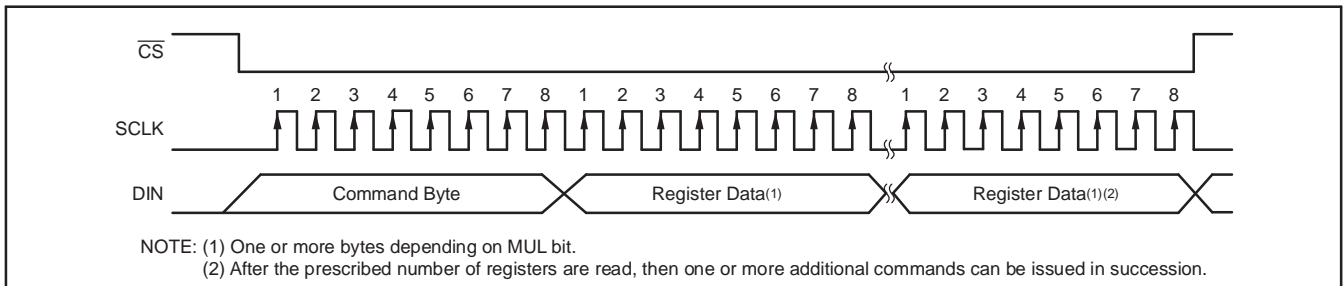 CS
1 2 3 4 5 6 7 8 1 2 3 4 5 6 7 8 1 2 3 4 5 6 7 8
SCLK
DIN Command Byte Register Data(1) Register Data(1)(2)
NOTE: (1) One or more bytes depending on MUL bit.
(2) After the prescribed number of registers are read, then one or more additional commands can be issued in succession.